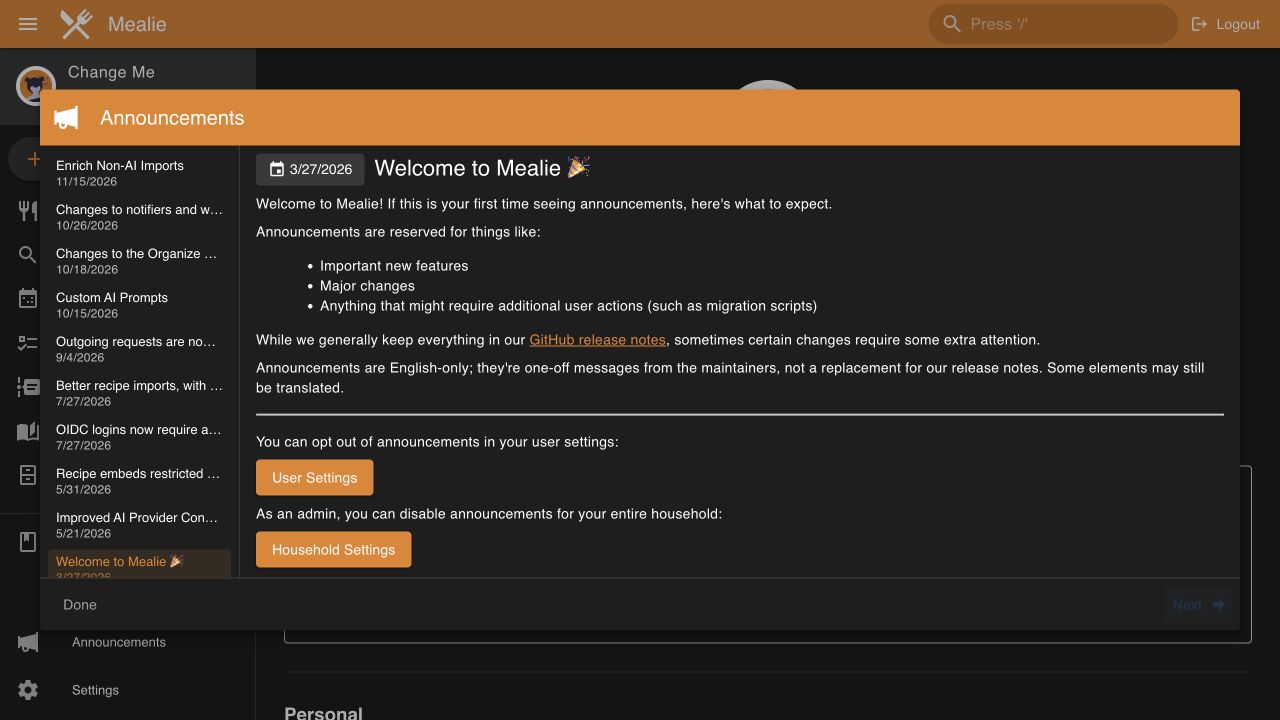 Mealie
Press '/'
Logout
Change Me
Announcements
Enrich Non-AI Imports
11/15/2026
Changes to notifiers and w…
10/26/2026
Changes to the Organize …
10/18/2026
Custom AI Prompts
10/15/2026
Outgoing requests are no…
9/4/2026
Better recipe imports, with …
7/27/2026
OIDC logins now require a…
7/27/2026
Recipe embeds restricted …
5/31/2026
Improved AI Provider Con…
5/21/2026
Welcome to Mealie 🎉
3/27/2026
3/27/2026
Welcome to Mealie 🎉
Welcome to Mealie! If this is your first time seeing announcements, here's what to expect.
Announcements are reserved for things like:
• Important new features
• Major changes
• Anything that might require additional user actions (such as migration scripts)
While we generally keep everything in our GitHub release notes, sometimes certain changes require some extra attention.
Announcements are English-only; they're one-off messages from the maintainers, not a replacement for our release notes. Some elements may still
be translated.
You can opt out of announcements in your user settings:
User Settings
As an admin, you can disable announcements for your entire household:
Household Settings
Done
Next
Announcements
Settings
Personal